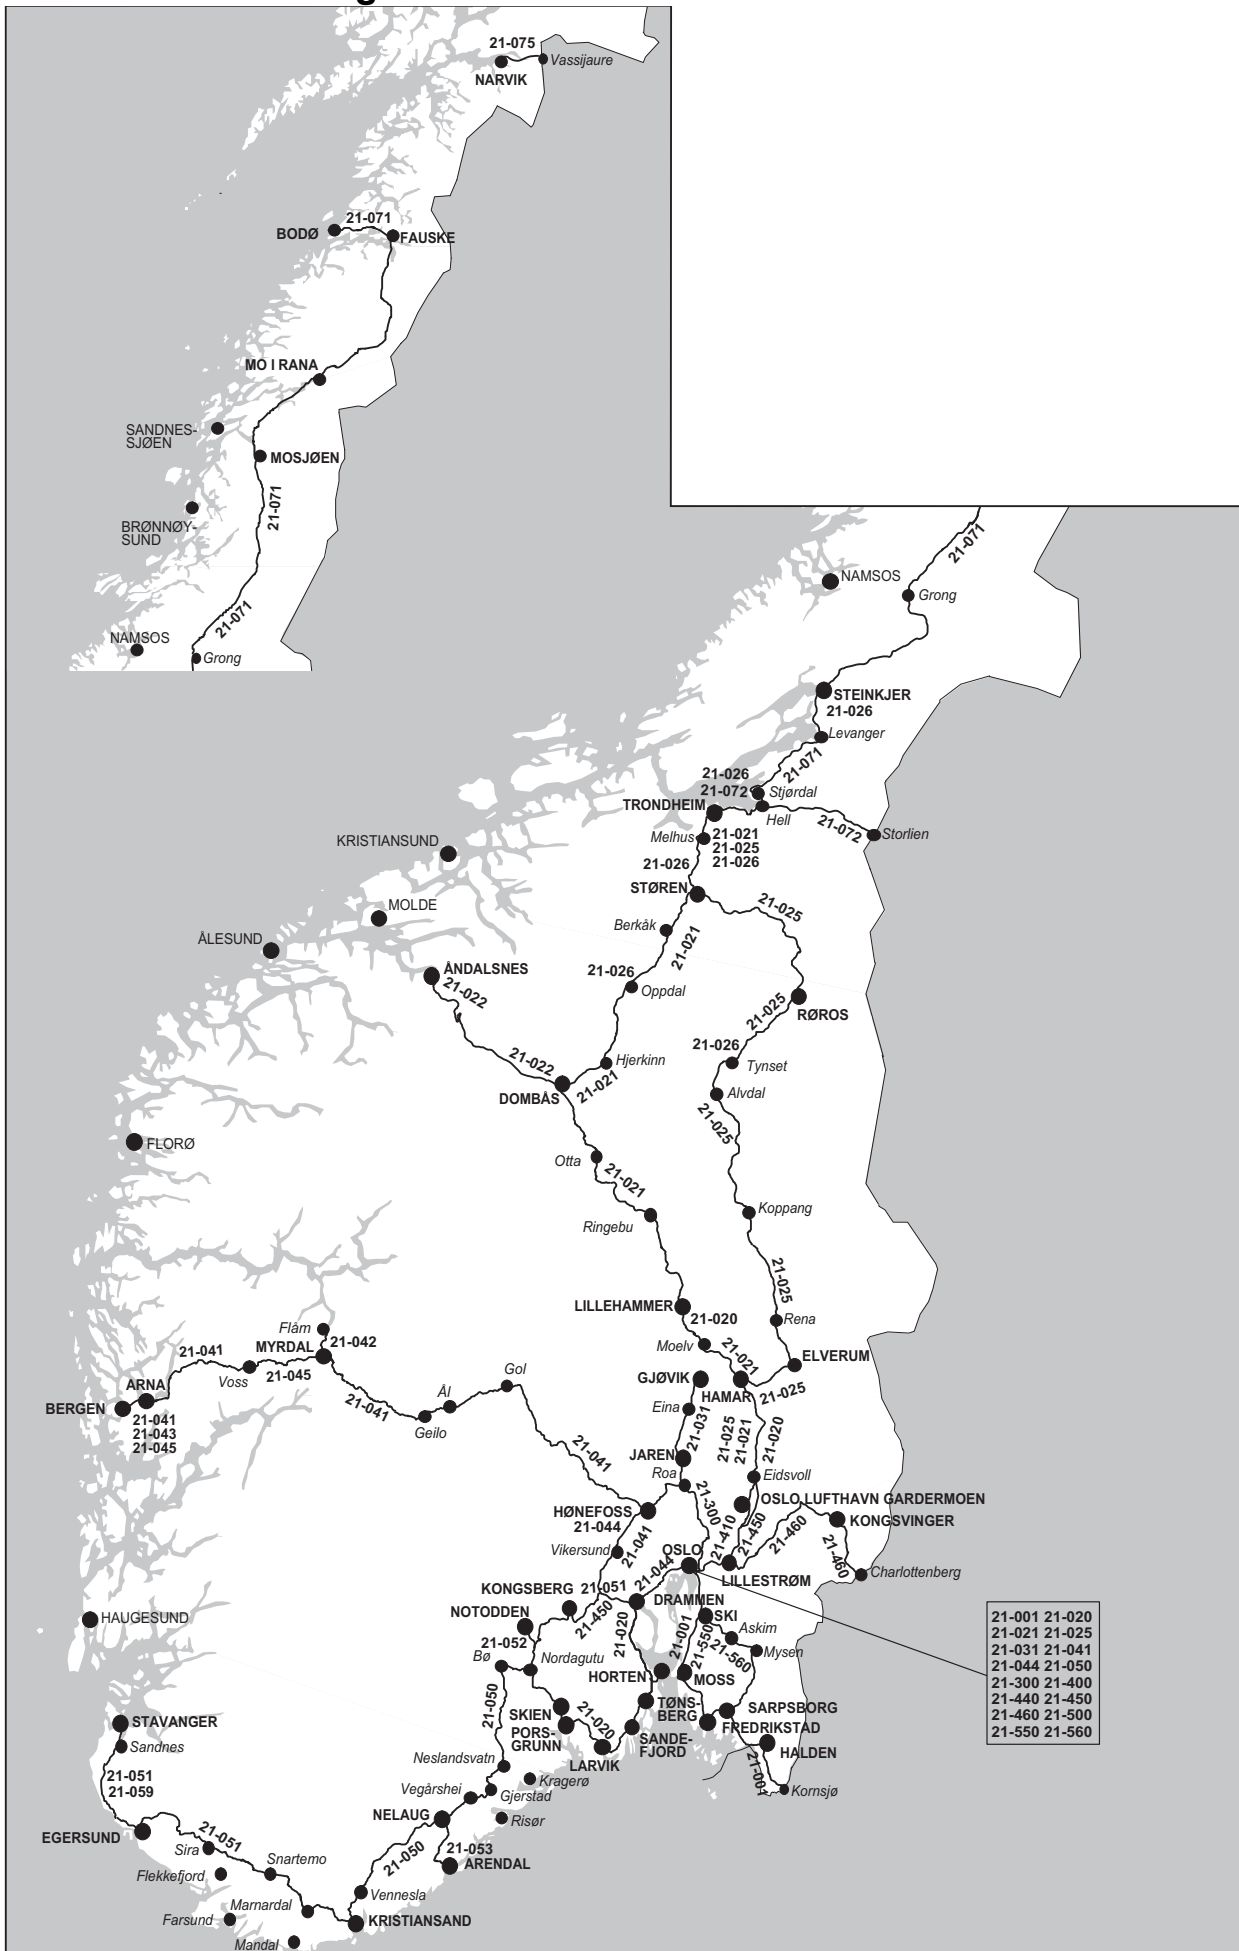 21-075
Vassijaure
NARVIK
21-071
BODØ
FAUSKE
MO I RANA
SANDNES-
SJØEN
MOSJØEN
21-071
BRØNNØY-
SUND
21-071
NAMSOS
Grong
21-071
NAMSOS
Grong
STEINKJER
21-026
Levanger
21-071
21-026
21-072
Stjørdal
TRONDHEIM
Hell
21-072
Storlien
Melhus
21-021
21-025
21-026
KRISTIANSUND
21-026
STØREN
21-025
MOLDE
Berkåk
21-021
ÅLESUND
ÅNDALSNES
21-022
21-026
Oppdal
21-025
RØROS
21-026
Tynset
21-022
Hjerkinn
21-021
DOMBÅS
Alvdal
21-025
FLORØ
Otta
21-021
Koppang
Ringebu
21-025
LILLEHAMMER
21-020
Rena
Flåm
21-042
MYRDAL
21-041
Voss
21-045
Moelv
21-021
ELVERUM
GJØVIK
HAMAR
21-025
ARNA
BERGEN
21-041
21-043
21-045
21-041
Geilo
Ål
Gol
Eina
21-031
21-025
21-021
21-020
21-041
JAREN
Roa
Eidsvoll
21-300
OSLO LUFTHAVN GARDERMOEN
HØNEFOSS
21-044
21-041
21-410
21-450
21-460
KONGSVINGER
21-460
Vikersund
OSLO
21-044
LILLESTRØM
Charlottenberg
KONGSBERG
21-051
21-450
DRAMMEN
NOTODDEN
21-020
21-001
SKI
21-550
Askim
21-560
Mysen
HAUGESUND
21-052
Bø
Nordagutu
HORTEN
MOSS
21-001 21-020
21-021 21-025
21-031 21-041
21-044 21-050
21-300 21-400
21-440 21-450
21-460 21-500
21-550 21-560
21-050
SKIEN
PORS-
GRUNN
21-020
TØNS-
BERG
SARPSBORG
FREDRIKSTAD
STAVANGER
Sandnes
LARVIK
SANDE-
FJORD
HALDEN
21-001
Kornsjø
Neslandsvatn
Kragerø
21-051
21-059
Vegårshei
Gjerstad
NELAUG
Risør
EGERSUND
21-051
Sira
21-050
21-053
ARENDAL
Flekkefjord
Snartemo
Vennesla
Marnardal
Farsund
KRISTIANSAND
Mandal